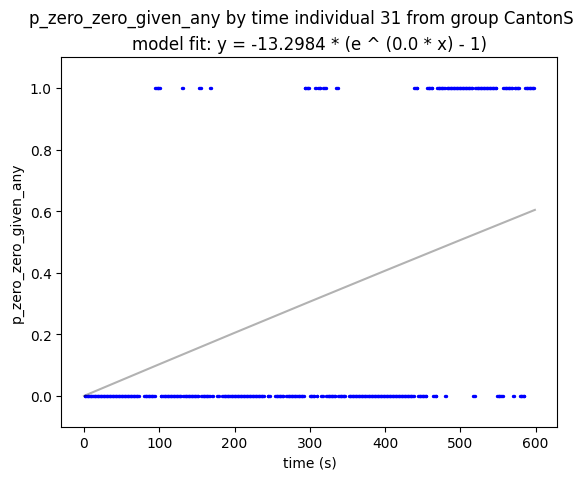 p_zero_zero_given_any by time individual 31 from group CantonS
model fit: y = -13.2984 * (e ^ (0.0 * x) - 1)
1.0
0.8
0.6
0.4
0.2
0.0
p_zero_zero_given_any
0 100 200 300 400 500 600
time (s)